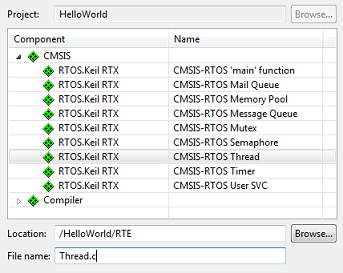 Project: HelloWorld Browse...
Component Name
CMSIS
RTOS.Keil RTX CMSIS-RTOS 'main' function
RTOS.Keil RTX CMSIS-RTOS Mail Queue
RTOS.Keil RTX CMSIS-RTOS Memory Pool
RTOS.Keil RTX CMSIS-RTOS Message Queue
RTOS.Keil RTX CMSIS-RTOS Mutex
RTOS.Keil RTX CMSIS-RTOS Semaphore
RTOS.Keil RTX CMSIS-RTOS Thread
RTOS.Keil RTX CMSIS-RTOS Timer
RTOS.Keil RTX CMSIS-RTOS User SVC
Compiler
Location: /HelloWorld/RTE Browse...
File name: Thread.c